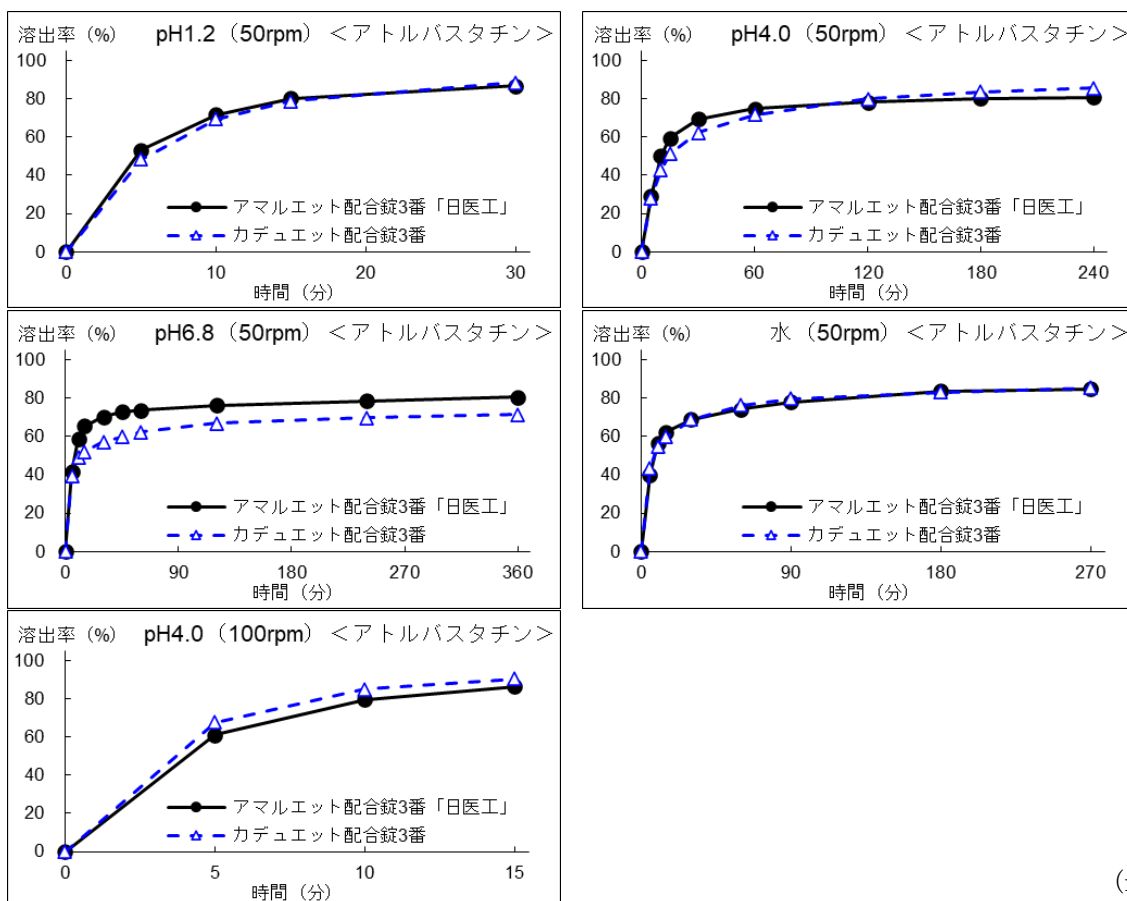 溶出率（%） pH1.2（50rpm）＜アトルバスタチン＞
100
80
60
40
20
0
アマルエット配合錠3番「日医工」
カデュエット配合錠3番
0 10 20 30
時間（分）
溶出率（%） pH4.0（50rpm）＜アトルバスタチン＞
100
80
60
40
20
0
アマルエット配合錠3番「日医工」
カデュエット配合錠3番
0 60 120 180 240
時間（分）
溶出率（%） pH6.8（50rpm）＜アトルバスタチン＞
100
80
60
40
20
0
アマルエット配合錠3番「日医工」
カデュエット配合錠3番
0 90 180 270 360
時間（分）
溶出率（%） 水（50rpm）＜アトルバスタチン＞
100
80
60
40
20
0
アマルエット配合錠3番「日医工」
カデュエット配合錠3番
0 90 180 270
時間（分）
溶出率（%） pH4.0（100rpm）＜アトルバスタチン＞
100
80
60
40
20
0
アマルエット配合錠3番「日医工」
カデュエット配合錠3番
0 5 10 15
時間（分）